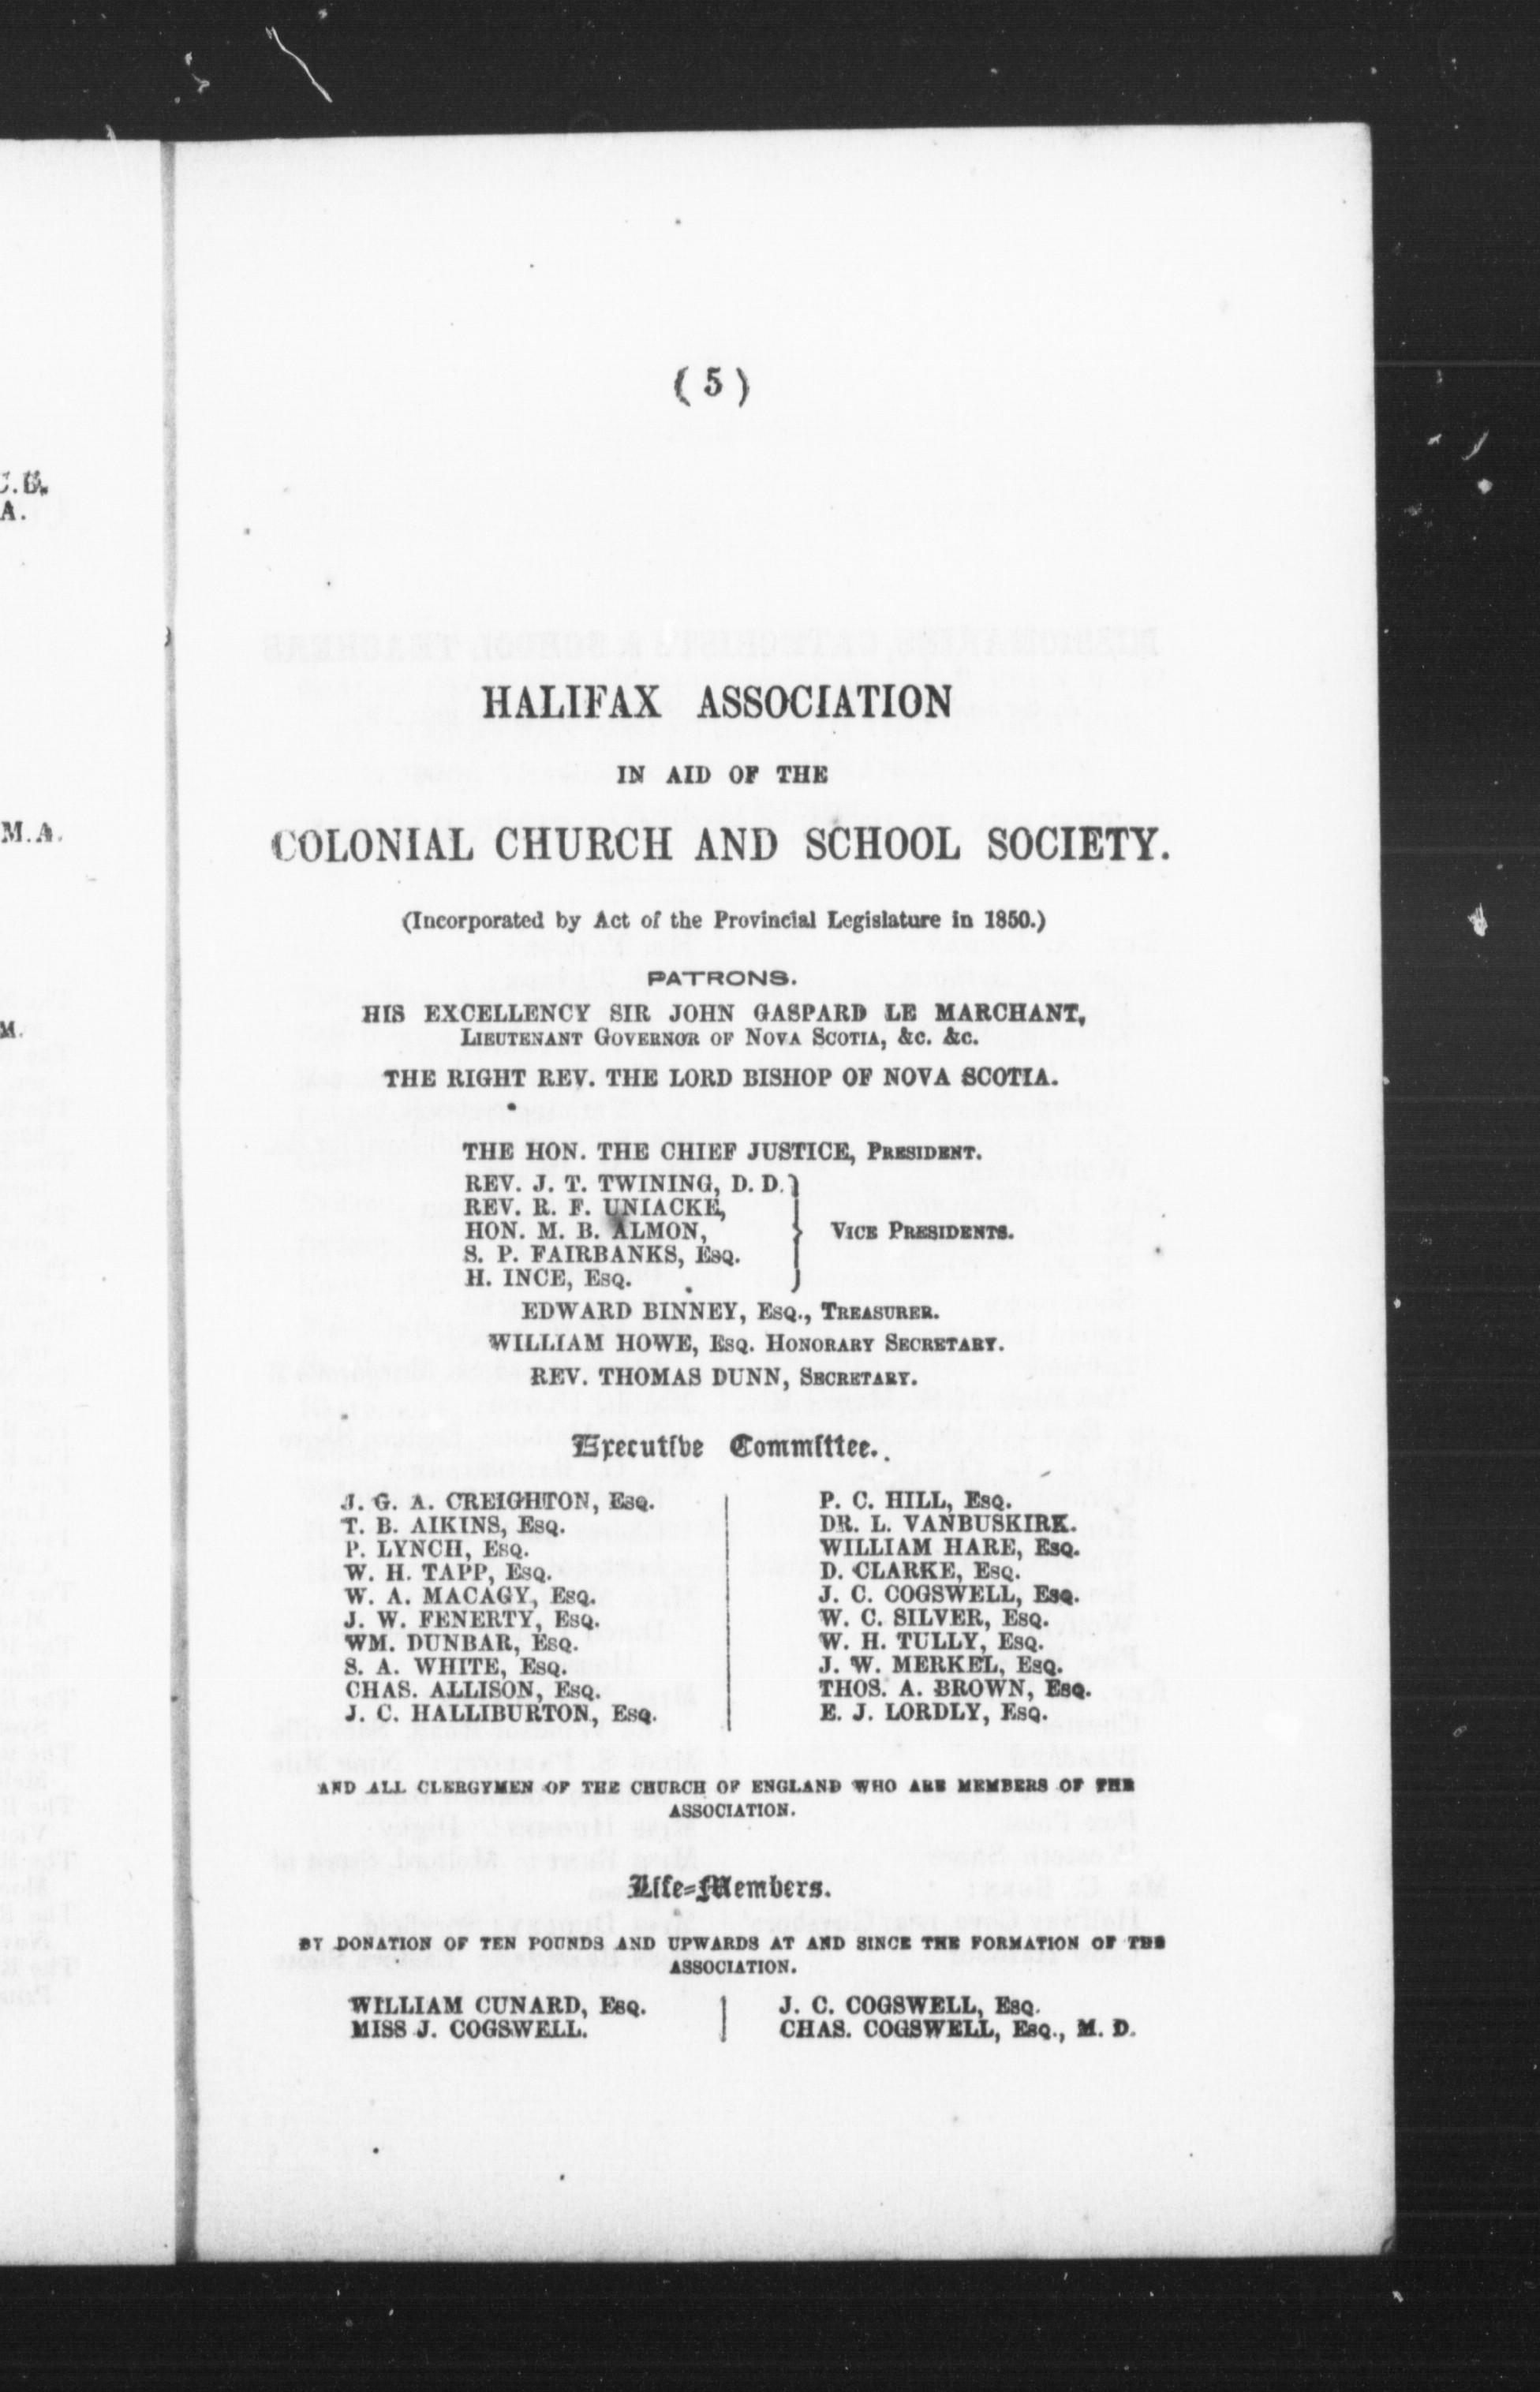 ( 5 )
HALIFAX ASSOCIATION
IN AID OF THE
COLONIAL CHURCH AND SCHOOL SOCIETY.
(Incorporated by Act of the Provincial Legislature in 1850.)
PATRONS.
HIS EXCELLENCY SIR JOHN GASPARD LE MARCHANT,
LIEUTENANT GOVERNOR OF NOVA SCOTIA, &C. &C.
THE RIGHT REV. THE LORD BISHOP OF NOVA SCOTIA.
THE HON. THE CHIEF JUSTICE, PRESIDENT.
REV. J. T. TWINING, D. D.
REV. R. F. UNIACKE,
HON. M. B. ALMON,
S. P. FAIRBANKS, ESQ.
H. INCE, ESQ.
VICE PRESIDENTS.
EDWARD BINNEY, ESQ., TREASURER.
WILLIAM HOWE, ESQ. HONORARY SECRETARY.
REV. THOMAS DUNN, SECRETARY.
Executive Committee.
J. G. A. CREIGHTON, ESQ.
T. B. AIKINS, ESQ.
P. LYNCH, ESQ.
W. H. TAPP, ESQ.
W. A. MACAGY, ESQ.
J. W. FENERTY, ESQ.
WM. DUNBAR, ESQ.
S. A. WHITE, ESQ.
CHAS. ALLISON, ESQ.
J. C. HALLIBURTON, ESQ.
P. C. HILL, ESQ.
DR. L. VANBUSKIRK.
WILLIAM HARE, ESQ.
D. CLARKE, ESQ.
J. C. COGSWELL, ESQ.
W. C. SILVER, ESQ.
W. H. TULLY, ESQ.
J. W. MERKEL, ESQ.
THOS. A. BROWN, ESQ.
E. J. LORDLY, ESQ.
AND ALL CLERGYMEN OF THE CHURCH OF ENGLAND WHO ARE MEMBERS OF THE
ASSOCIATION.
Life-Members.
BY DONATION OF TEN POUNDS AND UPWARDS AT AND SINCE THE FORMATION OF THE
ASSOCIATION.
WILLIAM CUNARD, ESQ.
MISS J. COGSWELL.
J. C. COGSWELL, ESQ.
CHAS. COGSWELL, ESQ., M. D.